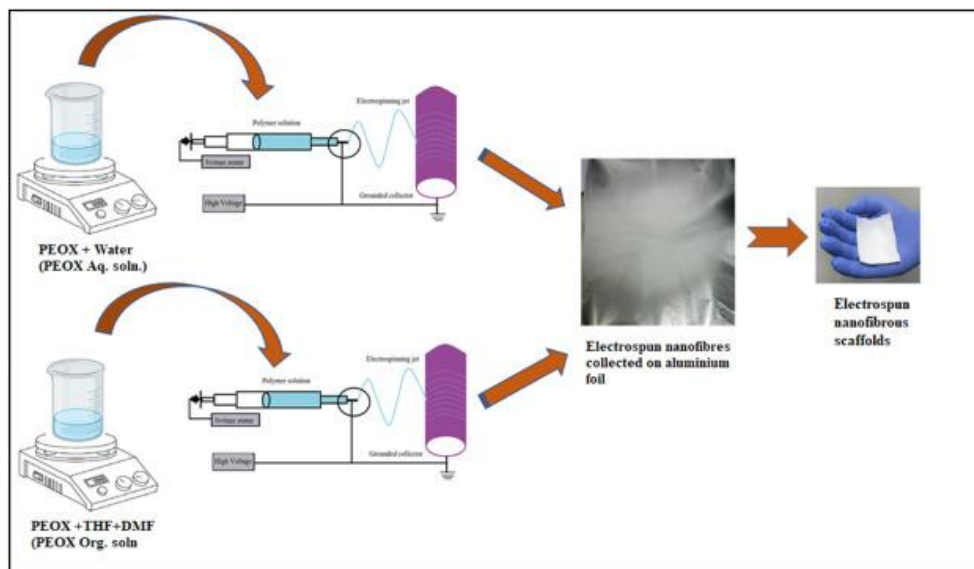 Electrospinning jet
Polymer solution
Syringe pump
High Voltage
Grounded collector
PEOX + Water
(PEOX Aq. soln.)
Electrospun nanofibres
collected on aluminium
foil
Electrospun
nanofibrous
scaffolds
Electrospinning jet
Polymer solution
Syringe pump
High Voltage
Grounded collector
PEOX +THF+DMF
(PEOX Org. soln